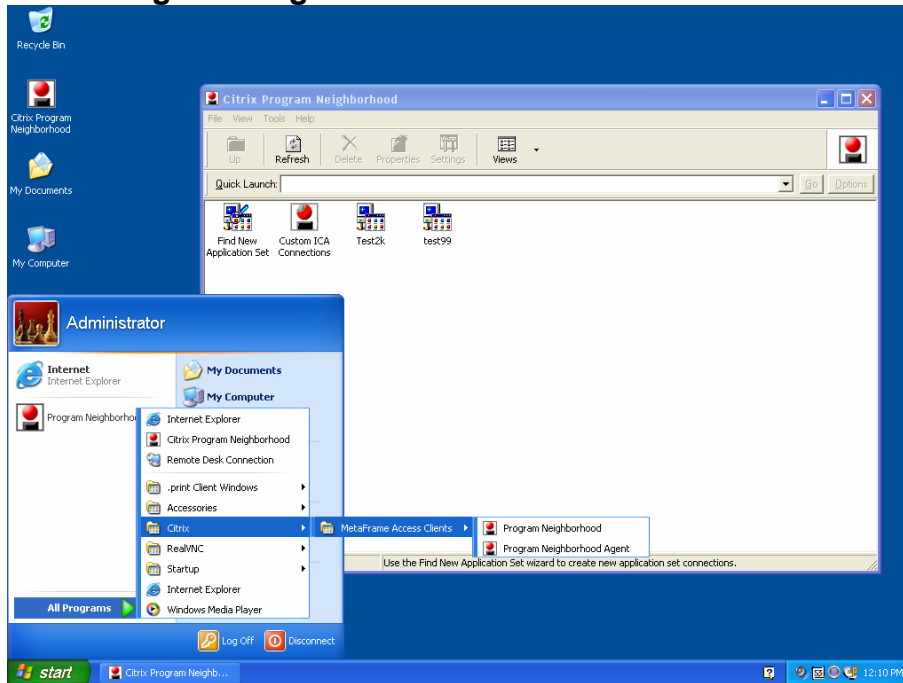 Recycle Bin
Citrix Program
Neighborhood
My Documents
My Computer
Citrix Program Neighborhood
File View Tools Help
Up Refresh Delete Properties Settings Views
Quick Launch: Go Options
Find New
Application Set
Custom ICA
Connections
Test2k
test99
Administrator
Internet
Internet Explorer
Program Neighborho
My Documents
My Computer
Internet Explorer
Citrix Program Neighborhood
Remote Desk Connection
.print Client Windows
Accessories
Citrix
RealVNC
Startup
Internet Explorer
Windows Media Player
MetaFrame Access Clients
Program Neighborhood
Program Neighborhood Agent
Use the Find New Application Set wizard to create new application set connections.
All Programs
Log Off Disconnect
start
Citrix Program Neighb...
12:10 PM